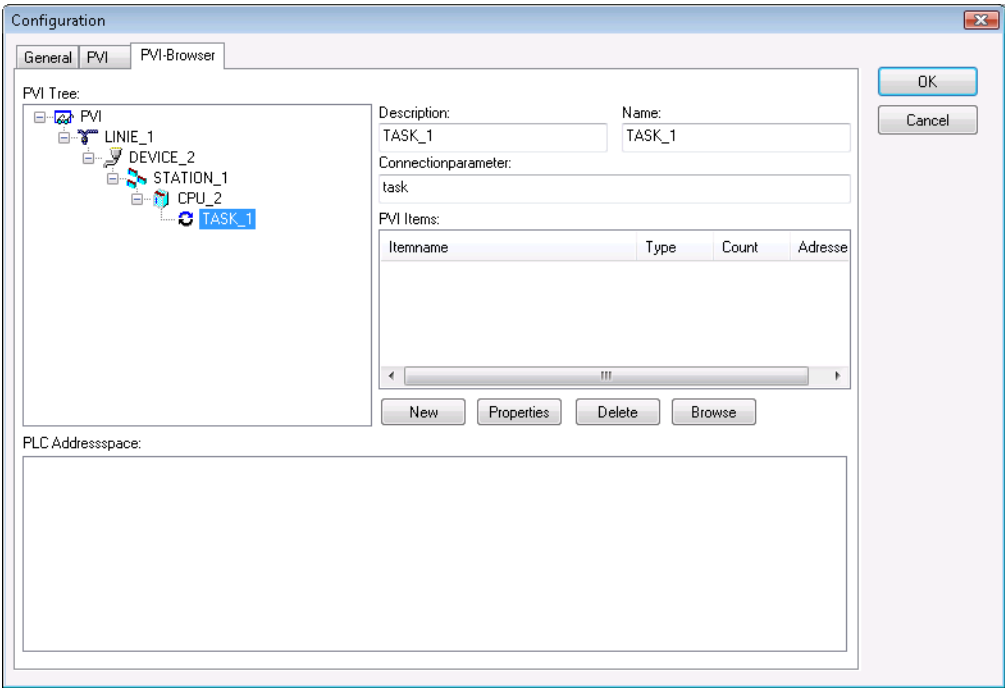 Configuration
General PVI PVI-Browser
OK
Cancel
PVI Tree:
PVI
LINIE_1
DEVICE_2
STATION_1
CPU_2
TASK_1
Description: Name:
TASK_1 TASK_1
Connectionparameter:
task
PVI Items:
Itemname Type Count Adresse
New Properties Delete Browse
PLC Addressspace: